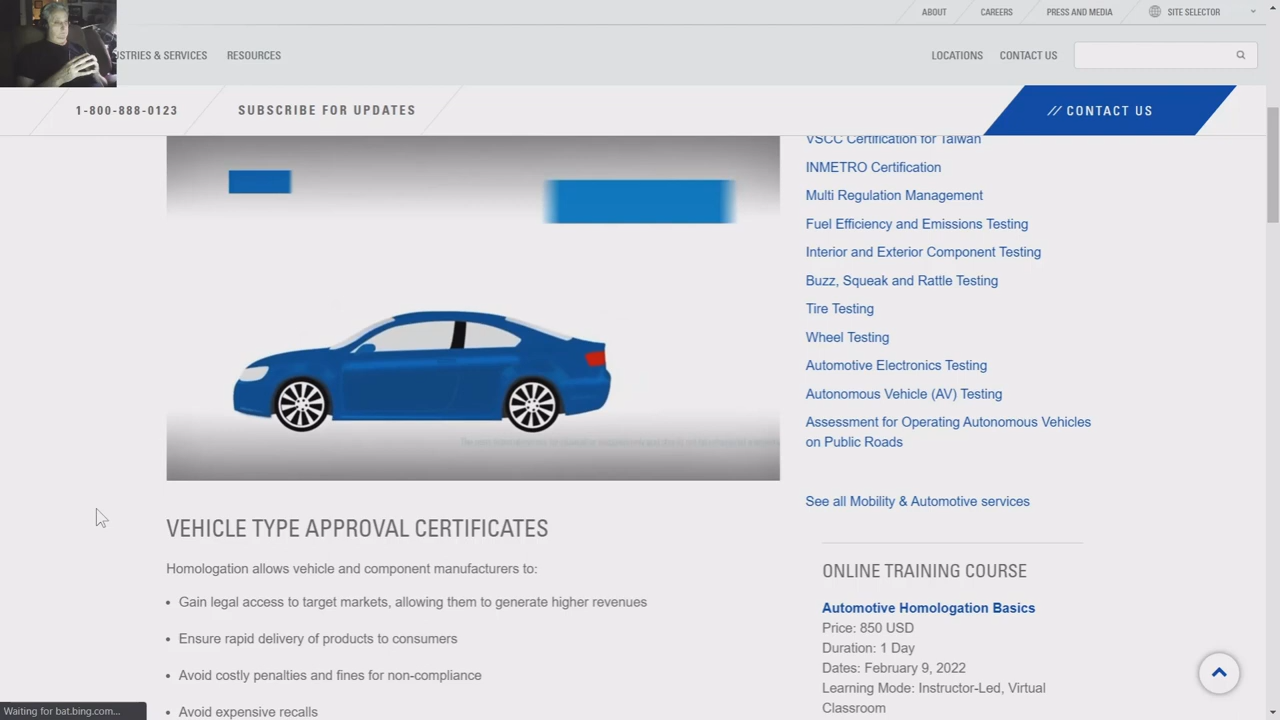 ABOUT
CAREERS
PRESS AND MEDIA
SITE SELECTOR
USTRIES & SERVICES
RESOURCES
LOCATIONS
CONTACT US
1-800-888-0123
SUBSCRIBE FOR UPDATES
// CONTACT US
VSCC Certification for Taiwan
INMETRO Certification
Multi Regulation Management
Fuel Efficiency and Emissions Testing
Interior and Exterior Component Testing
Buzz, Squeak and Rattle Testing
Tire Testing
Wheel Testing
Automotive Electronics Testing
Autonomous Vehicle (AV) Testing
Assessment for Operating Autonomous Vehicles
on Public Roads
See all Mobility & Automotive services
VEHICLE TYPE APPROVAL CERTIFICATES
Homologation allows vehicle and component manufacturers to:
• Gain legal access to target markets, allowing them to generate higher revenues
• Ensure rapid delivery of products to consumers
• Avoid costly penalties and fines for non-compliance
• Avoid expensive recalls
ONLINE TRAINING COURSE
Automotive Homologation Basics
Price: 850 USD
Duration: 1 Day
Dates: February 9, 2022
Learning Mode: Instructor-Led, Virtual
Classroom
Waiting for bat.bing.com...